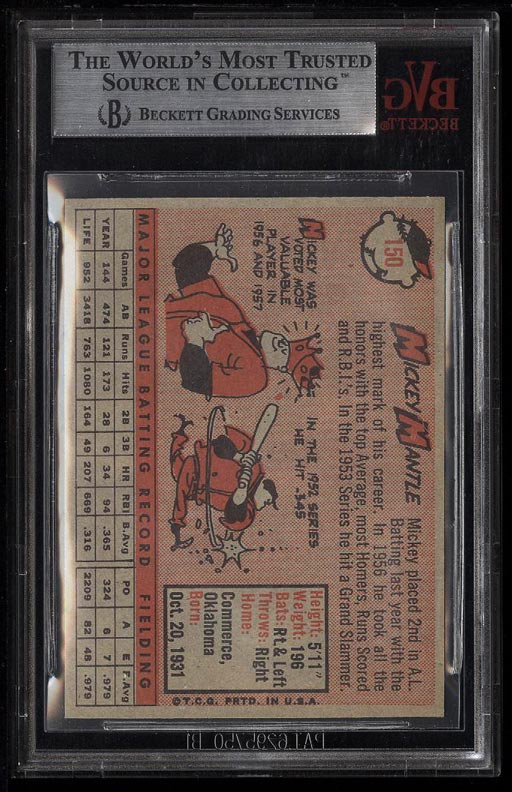 THE WORLD'S MOST TRUSTED
SOURCE IN COLLECTING™
B BECKETT GRADING SERVICES
BVG
BECKETT®
150
MICKEY MANTLE
Mickey placed 2nd in A.L.
Batting last year with the
highest mark of his career. In 1956 he took all the
honors with the top Average, most Homers, Runs Scored
and R.B.I.'s. In the 1953 Series he hit a Grand Slammer.
MICKEY WAS
VOTED MOST
VALUABLE
PLAYER IN
1956 AND 1957
IN THE 1952 SERIES
HE HIT .345
Height: 5'11"
Weight: 196
Bats: Rt. & Left
Throws: Right
Home:
Commerce,
Oklahoma
Born:
Oct. 20, 1931
MAJOR LEAGUE BATTING RECORD FIELDING
Games AB Runs Hits 2B 3B HR RBI B.Avg PO A E F.Avg
YEAR 144 474 121 173 28 6 34 94 .365 324 6 7 .979
LIFE 952 3418 763 1080 164 49 207 669 .316 2209 82 48 .979
© T.C.G. PRTD. IN U.S.A.